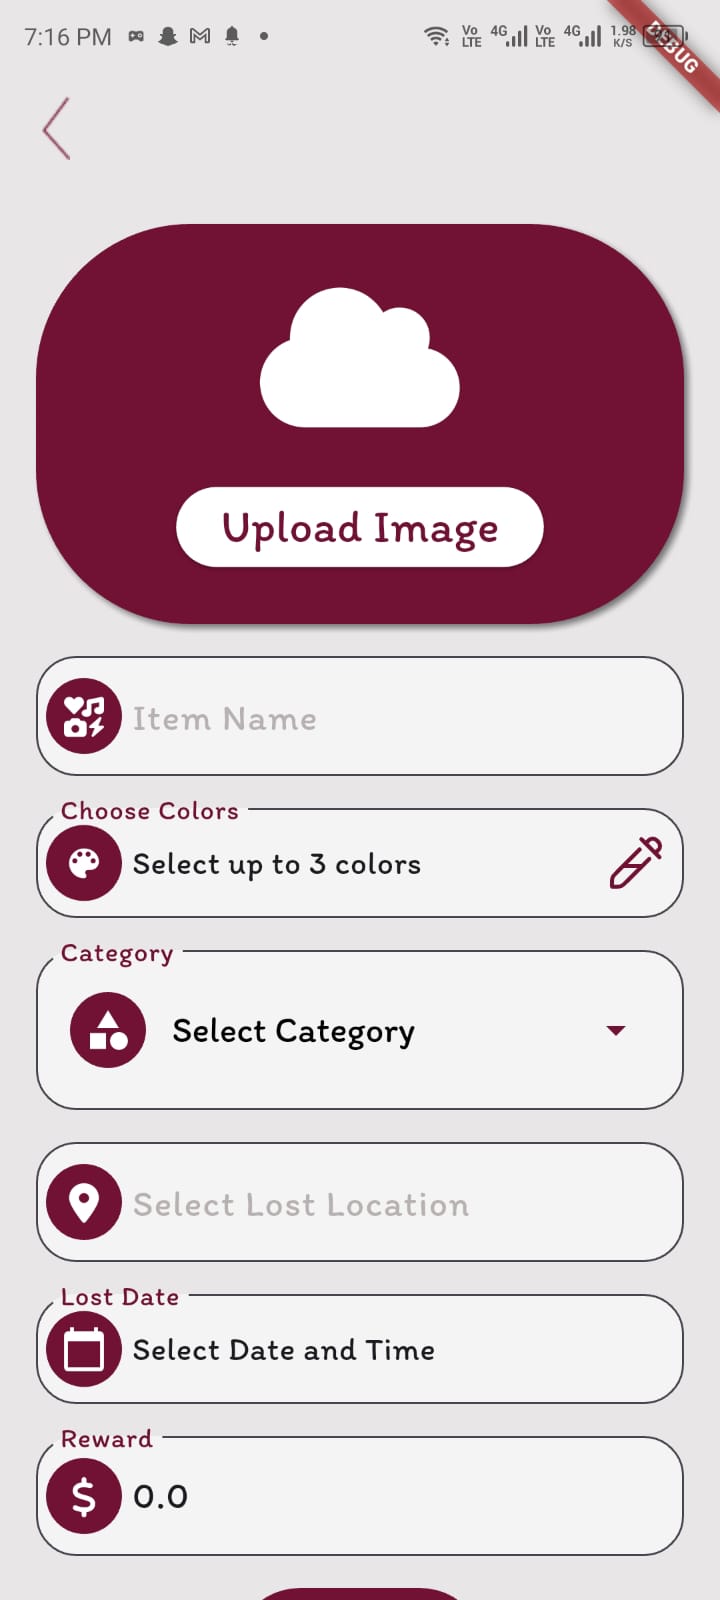 7:16 PM
Vo LTE 4G Vo LTE 4G 1.98 K/S
DEBUG
Upload Image
Item Name
Choose Colors
Select up to 3 colors
Category
Select Category
Select Lost Location
Lost Date
Select Date and Time
Reward
$ 0.0